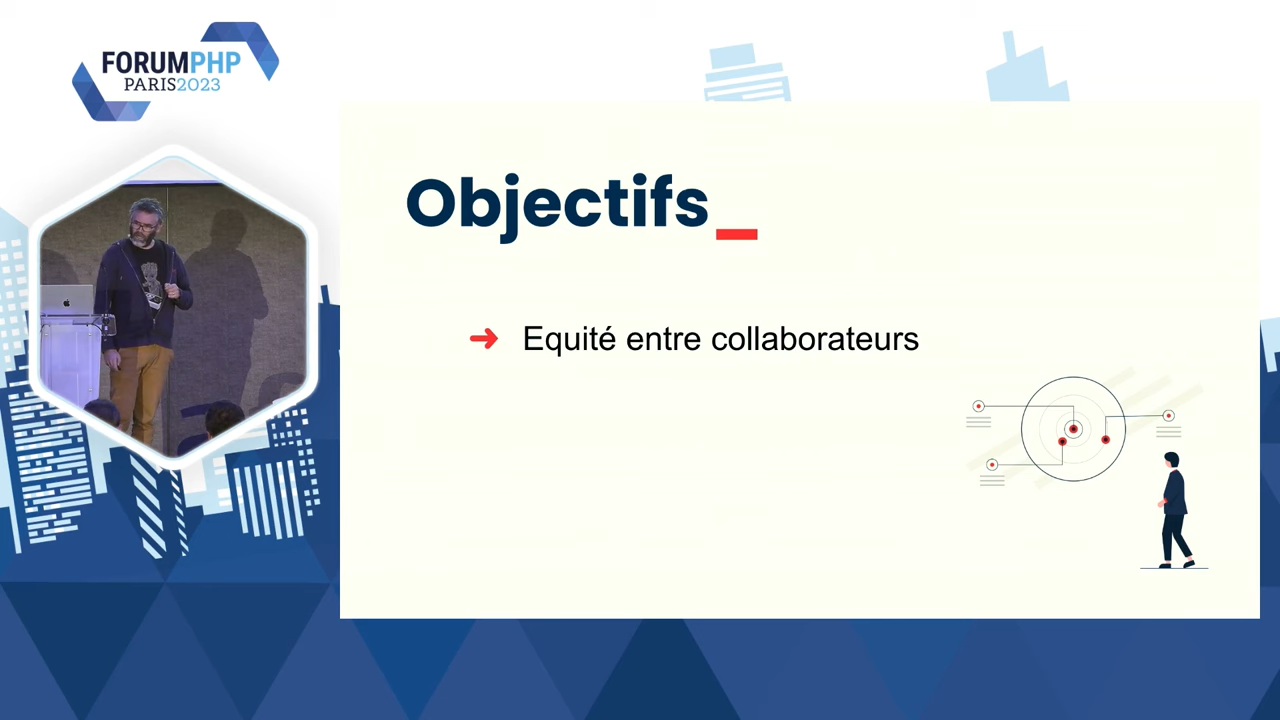 FORUMPHP
PARIS2023
Objectifs_
➜ Equité entre collaborateurs